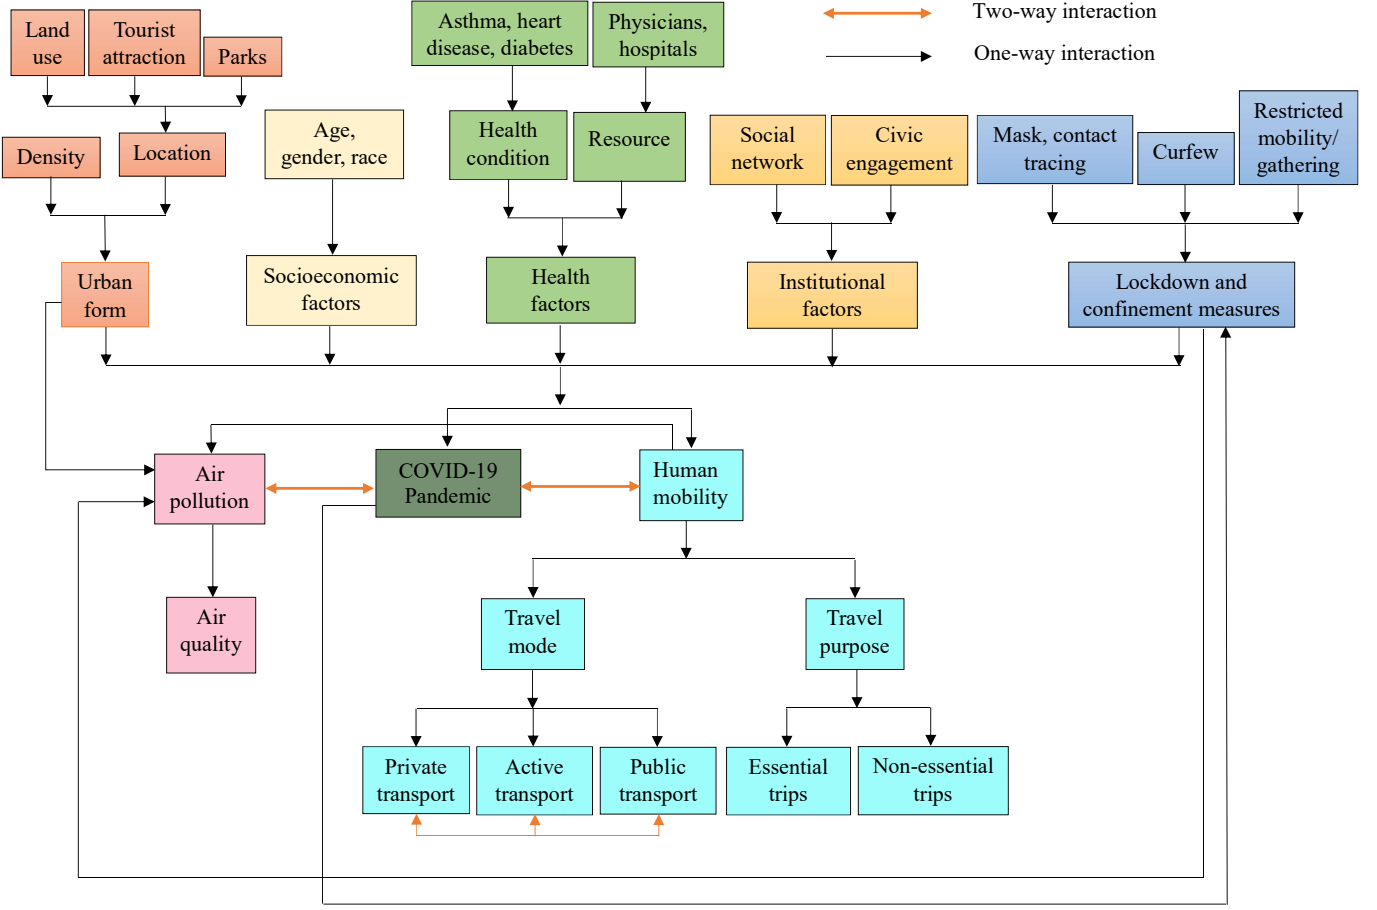 Two-way interaction
One-way interaction
Land
use
Tourist
attraction
Parks
Asthma, heart
disease, diabetes
Physicians,
hospitals
Density
Location
Age,
gender, race
Health
condition
Resource
Social
network
Civic
engagement
Mask, contact
tracing
Curfew
Restricted
mobility/
gathering
Urban
form
Socioeconomic
factors
Health
factors
Institutional
factors
Lockdown and
confinement measures
Air
pollution
COVID-19
Pandemic
Human
mobility
Air
quality
Travel
mode
Travel
purpose
Private
transport
Active
transport
Public
transport
Essential
trips
Non-essential
trips